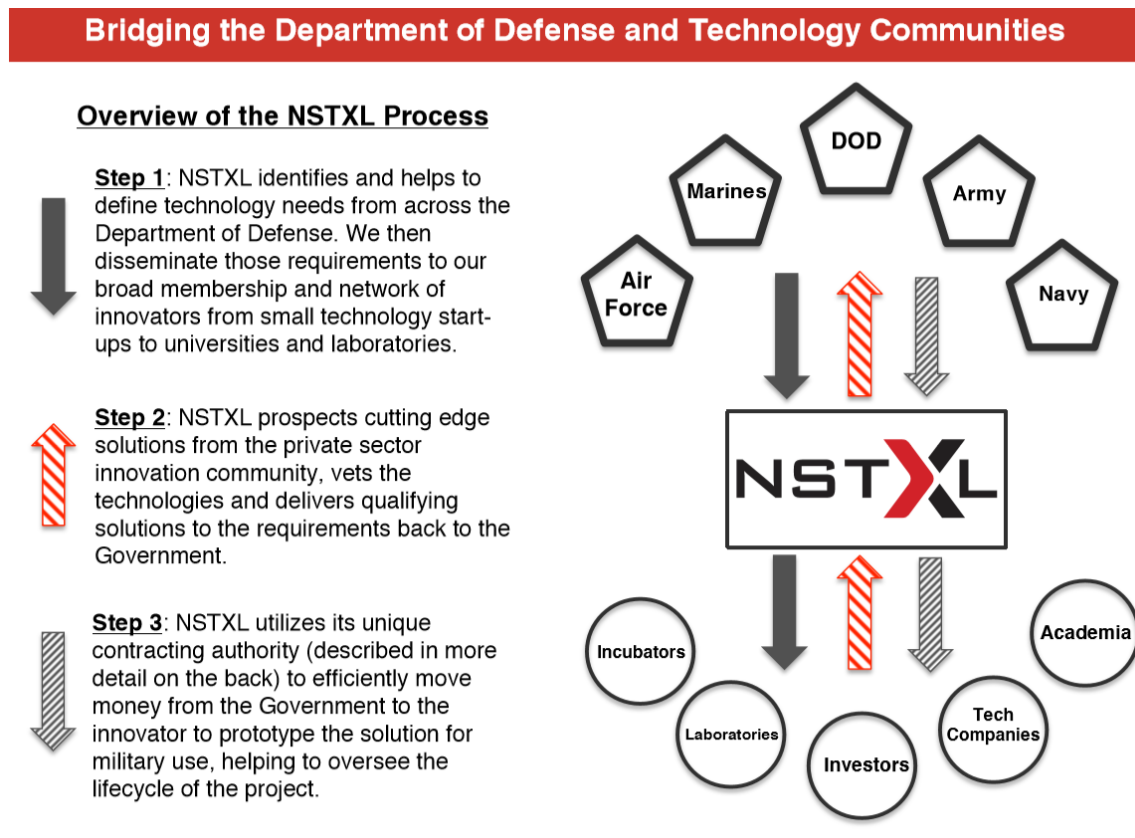 Bridging the Department of Defense and Technology Communities
Overview of the NSTXL Process
Step 1: NSTXL identifies and helps to
define technology needs from across the
Department of Defense. We then
disseminate those requirements to our
broad membership and network of
innovators from small technology start-
ups to universities and laboratories.
Step 2: NSTXL prospects cutting edge
solutions from the private sector
innovation community, vets the
technologies and delivers qualifying
solutions to the requirements back to the
Government.
Step 3: NSTXL utilizes its unique
contracting authority (described in more
detail on the back) to efficiently move
money from the Government to the
innovator to prototype the solution for
military use, helping to oversee the
lifecycle of the project.
DOD
Marines
Army
Air
Force
Navy
NSTXL
Incubators
Academia
Laboratories
Tech
Companies
Investors